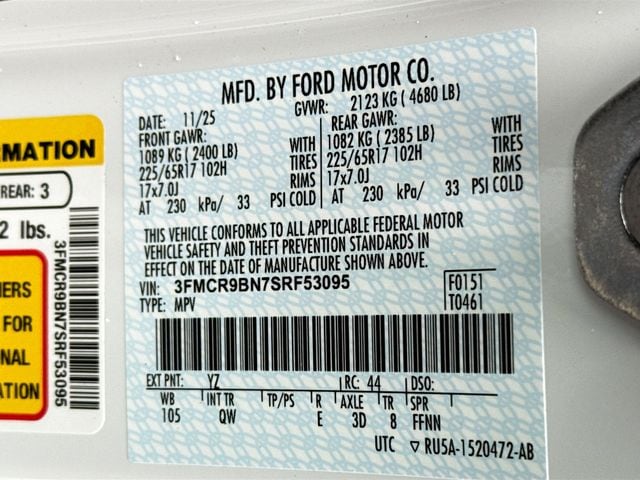 MFD. BY FORD MOTOR CO.
DATE: 11/25 GVWR: 2123 KG ( 4680 LB)
FRONT GAWR: WITH
1089 KG ( 2400 LB) TIRES
225/65R17 102H RIMS
17x7.0J PSI COLD
AT 230 kPa/ 33
REAR GAWR: WITH
1082 KG ( 2385 LB) TIRES
225/65R17 102H RIMS
17x7.0J
AT 230 kPa/ 33 PSI COLD
THIS VEHICLE CONFORMS TO ALL APPLICABLE FEDERAL MOTOR
VEHICLE SAFETY AND THEFT PREVENTION STANDARDS IN
EFFECT ON THE DATE OF MANUFACTURE SHOWN ABOVE.
VIN: 3FMCR9BN7SRF53095 F0151
TYPE: MPV T0461
EXT PNT: YZ RC: 44 DSO:
WB INT TR TP/PS R AXLE TR SPR
105 QW E 3D 8 FFNN
UTC ▽ RU5A-1520472-AB
RMATION
REAR: 3
2 lbs.
ERS
FOR
NAL
ATION
3FMCR9BN7SRF53095